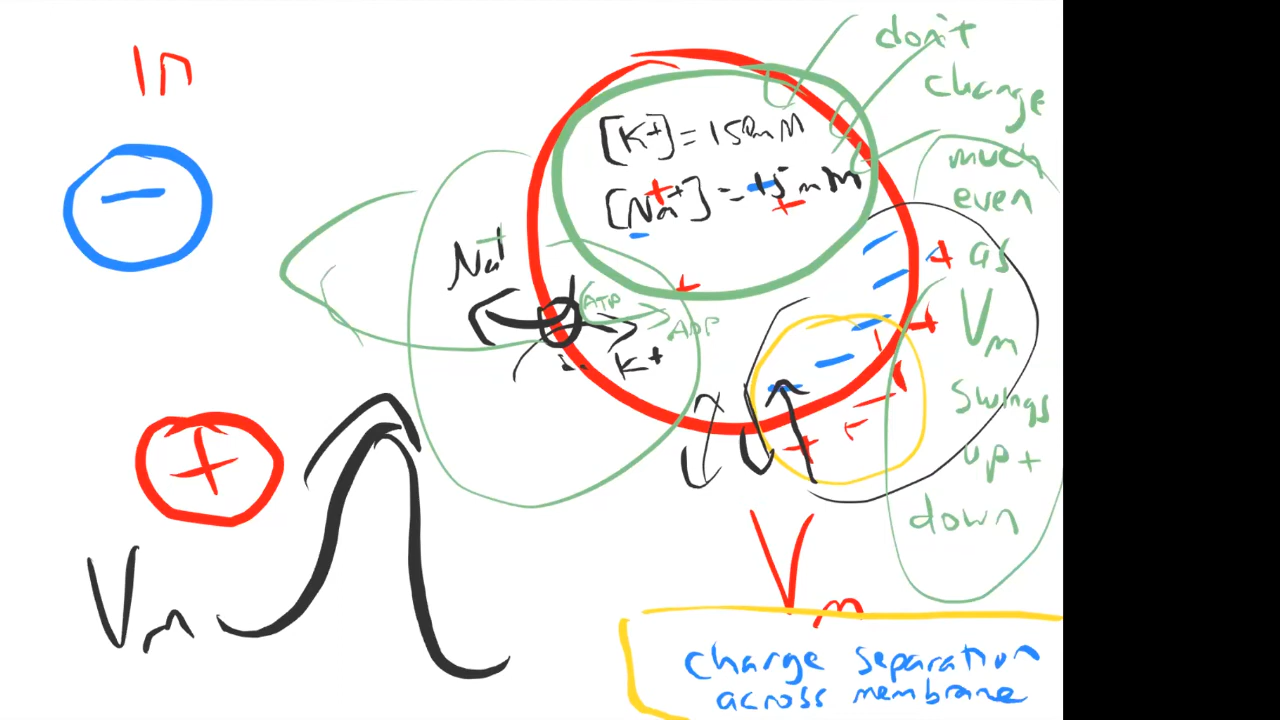 In
−
[K+]=150mM
[Na+]=15mM
don't
change
much
even
as
Vm
swings
up+
down
Na+
ATP
ADP
K+
+
Vm
Vm
charge separation
across membrane